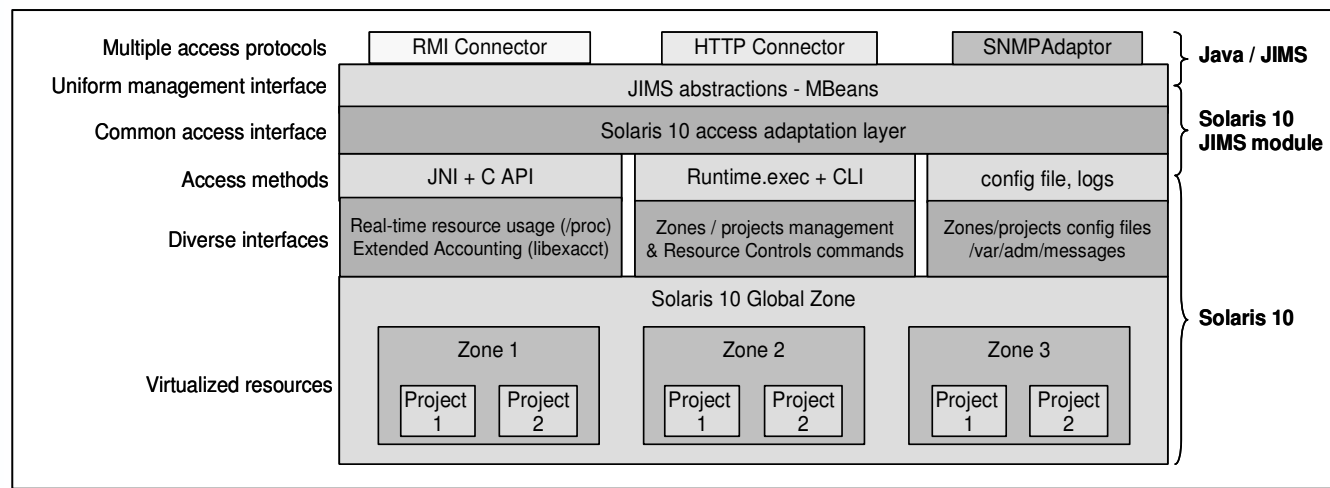 Multiple access protocols
RMI Connector
HTTP Connector
SNMPAdaptor
Java / JIMS
Uniform management interface
JIMS abstractions - MBeans
Common access interface
Solaris 10 access adaptation layer
Solaris 10
JIMS module
Access methods
JNI + C API
Runtime.exec + CLI
config file, logs
Diverse interfaces
Real-time resource usage (/proc)
Extended Accounting (libexacct)
Zones / projects management
& Resource Controls commands
Zones/projects config files
/var/adm/messages
Solaris 10 Global Zone
Solaris 10
Virtualized resources
Zone 1
Project
1
Project
2
Zone 2
Project
1
Project
2
Zone 3
Project
1
Project
2